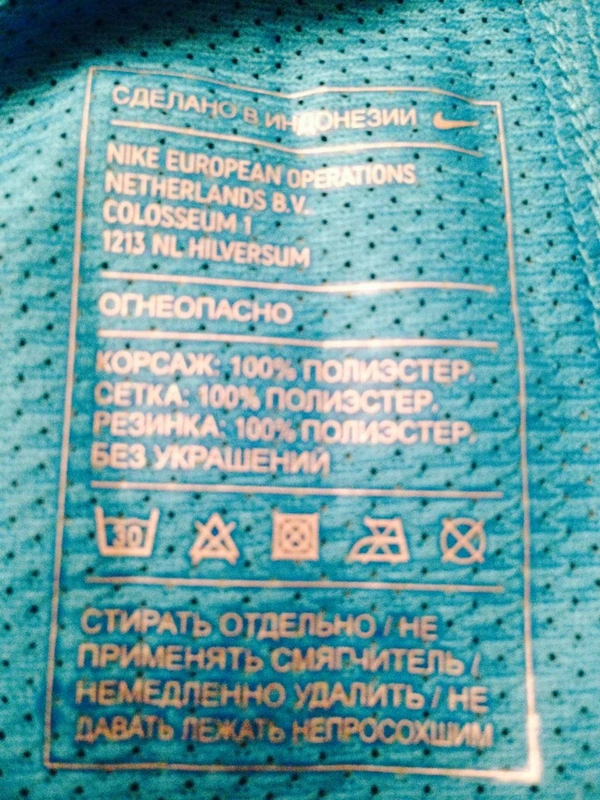 СДЕЛАНО В ИНДОНЕЗИИ
NIKE EUROPEAN OPERATIONS
NETHERLANDS B.V.
COLOSSEUM 1
1213 NL HILVERSUM
ОГНЕОПАСНО
КОРСАЖ: 100% ПОЛИЭСТЕР.
СЕТКА: 100% ПОЛИЭСТЕР.
РЕЗИНКА: 100% ПОЛИЭСТЕР.
БЕЗ УКРАШЕНИЙ
30
СТИРАТЬ ОТДЕЛЬНО / НЕ
ПРИМЕНЯТЬ СМЯГЧИТЕЛЬ /
НЕМЕДЛЕННО УДАЛИТЬ / НЕ
ДАВАТЬ ЛЕЖАТЬ НЕПРОСОХШИМ